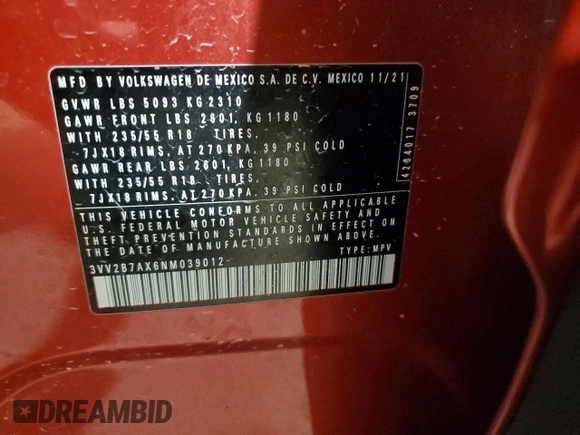 MFD BY VOLKSWAGEN DE MEXICO S.A. DE C.V. MEXICO 11/21
GVWR LBS 5093 KG 2310
GAWR FRONT LBS 2601, KG 1180
WITH 235/55 R18 TIRES,
7JX18 RIMS, AT 270 KPA, 39 PSI COLD
GAWR REAR LBS 2601, KG 1180
WITH 235/55 R18 TIRES,
7JX18 RIMS, AT 270 KPA, 39 PSI COLD
THIS VEHICLE CONFORMS TO ALL APPLICABLE
U.S. FEDERAL MOTOR VEHICLE SAFETY AND
THEFT PREVENTION STANDARDS IN EFFECT ON
THE DATE OF MANUFACTURE SHOWN ABOVE.
3VV2B7AX6NM039012 TYPE: MPV
4264017 3709
DREAMBID